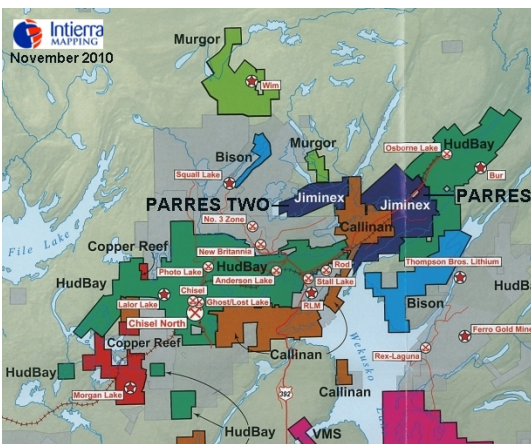 Intierra
MAPPING
November 2010
Murgor
Wim
Osborne Lake
HudBay
Bison
Murgor
Bur
Squall Lake
Jiminex
PARRES TWO
PARRES
Jiminex
No. 3 Zone
Callinan
File Lake
Copper Reef
New Britannia
Thompson Bros. Lithium
Photo Lake
HudBay
Rod
HudBay
Anderson Lake
Stall Lake
HudB
Chisel
Lalor Lake
Ghost/Lost Lake
RLM
Bison
Chisel North
Ferro Gold Mine
Copper Reef
Wekusko
Rex-Laguna
Callinan
HudBay
Morgan Lake
392
Callinan
HudBay
VMS